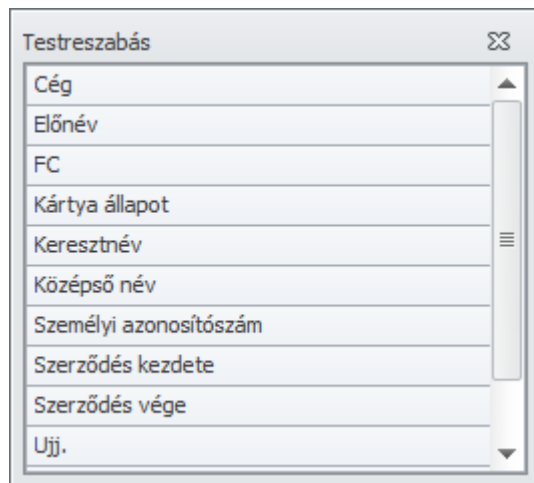 Testreszabás
Cég
Előnév
FC
Kártya állapot
Keresztnév
Középső név
Személyi azonosítószám
Szerződés kezdete
Szerződés vége
Ujj.